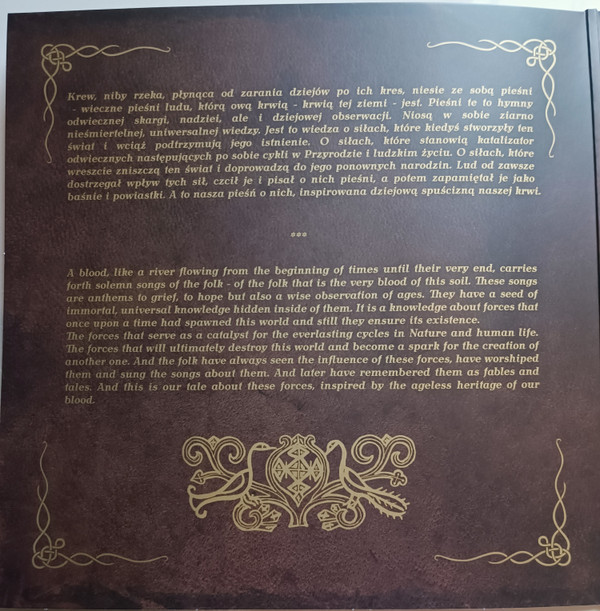 Krew, niby rzeka, płynąca od zarania dziejów po ich kres, niesie ze sobą pieśni
- wieczne pieśni ludu, którą ową krwią - krwią tej ziemi - jest. Pieśni te to hymny
odwiecznej skargi, nadziei, ale i dziejowej obserwacji. Niosą w sobie ziarno
nieśmiertelnej, uniwersalnej wiedzy. Jest to wiedza o siłach, które kiedyś stworzyły ten
świat i wciąż podtrzymują jego istnienie. O siłach, które stanowią katalizator
odwiecznych następujących po sobie cykli w Przyrodzie i ludzkim życiu. O siłach, które
wreszcie zniszczą ten świat i doprowadzą do jego ponownych narodzin. Lud od zawsze
dostrzegał wpływ tych sił, czcił je i pisał o nich pieśni, a potem zapamiętał je jako
baśnie i powiastki. A to nasza pieśń o nich, inspirowana dziejową spuścizną naszej krwi.
***
A blood, like a river flowing from the beginning of times until their very end, carries
forth solemn songs of the folk - of the folk that is the very blood of this soil. These songs
are anthems to grief, to hope but also a wise observation of ages. They have a seed of
immortal, universal knowledge hidden inside of them. It is a knowledge about forces that
once upon a time had spawned this world and still they ensure its existence.
The forces that serve as a catalyst for the everlasting cycles in Nature and human life.
The forces that will ultimately destroy this world and become a spark for the creation of
another one. And the folk have always seen the influence of these forces, have worshiped
them and sung the songs about them. And later have remembered them as fables and
tales. And this is our tale about these forces, inspired by the ageless heritage of our
blood.